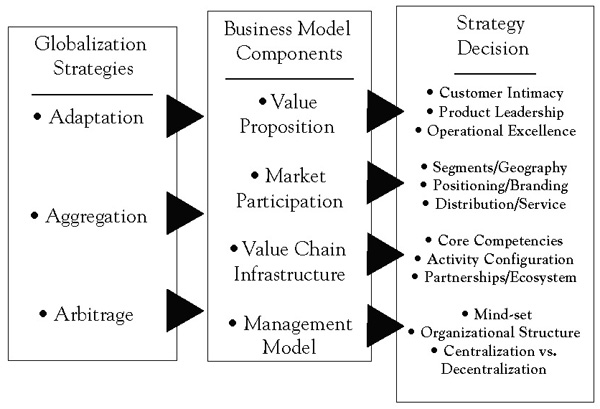 Globalization
Strategies
• Adaptation
• Aggregation
• Arbitrage
Business Model
Components
• Value
Proposition
• Market
Participation
• Value Chain
Infrastructure
• Management
Model
Strategy
Decision
• Customer Intimacy
• Product Leadership
• Operational Excellence
• Segments/Geography
• Positioning/Branding
• Distribution/Service
• Core Competencies
• Activity Configuration
• Partnerships/Ecosystem
• Mind-set
• Organizational Structure
• Centralization vs.
Decentralization